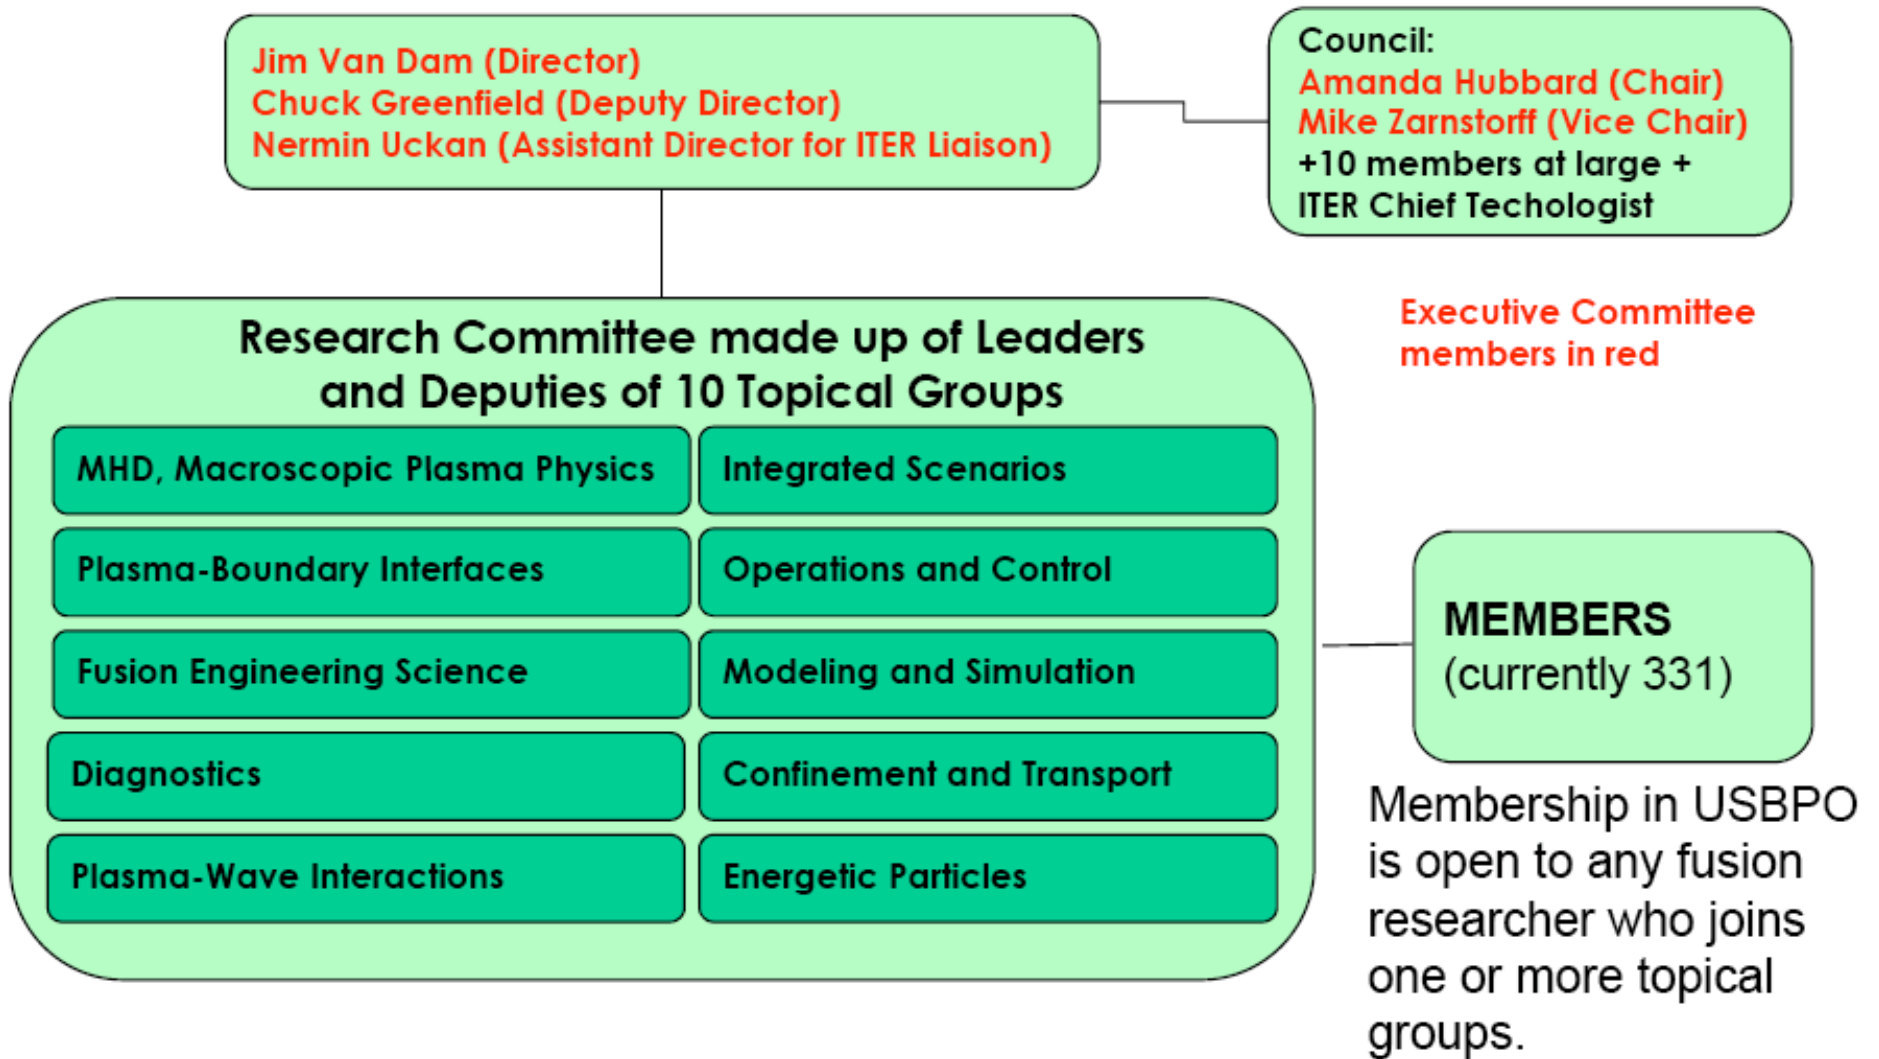 Jim Van Dam (Director)
Chuck Greenfield (Deputy Director)
Nermin Uckan (Assistant Director for ITER Liaison)
Council:
Amanda Hubbard (Chair)
Mike Zarnstorff (Vice Chair)
+10 members at large +
ITER Chief Techologist
Executive Committee
members in red
Research Committee made up of Leaders
and Deputies of 10 Topical Groups
MHD, Macroscopic Plasma Physics
Integrated Scenarios
Plasma-Boundary Interfaces
Operations and Control
Fusion Engineering Science
Modeling and Simulation
Diagnostics
Confinement and Transport
Plasma-Wave Interactions
Energetic Particles
MEMBERS
(currently 331)
Membership in USBPO
is open to any fusion
researcher who joins
one or more topical
groups.